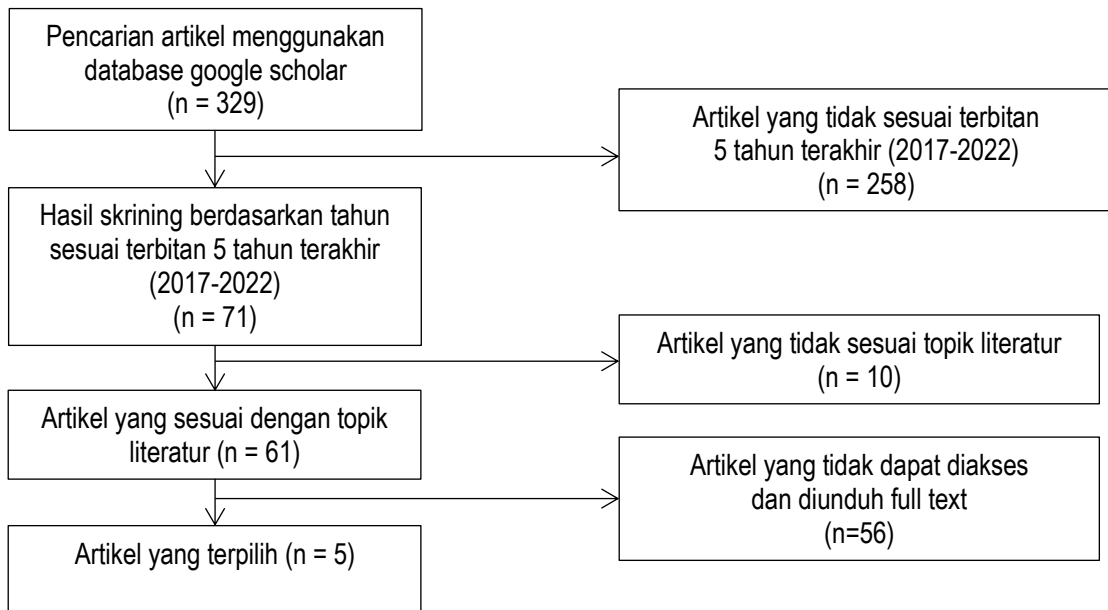 Pencarian artikel menggunakan
database google scholar
(n = 329)
Artikel yang tidak sesuai terbitan
5 tahun terakhir (2017-2022)
(n = 258)
Hasil skrining berdasarkan tahun
sesuai terbitan 5 tahun terakhir
(2017-2022)
(n = 71)
Artikel yang tidak sesuai topik literatur
(n = 10)
Artikel yang sesuai dengan topik
literatur (n = 61)
Artikel yang tidak dapat diakses
dan diunduh full text
(n=56)
Artikel yang terpilih (n = 5)